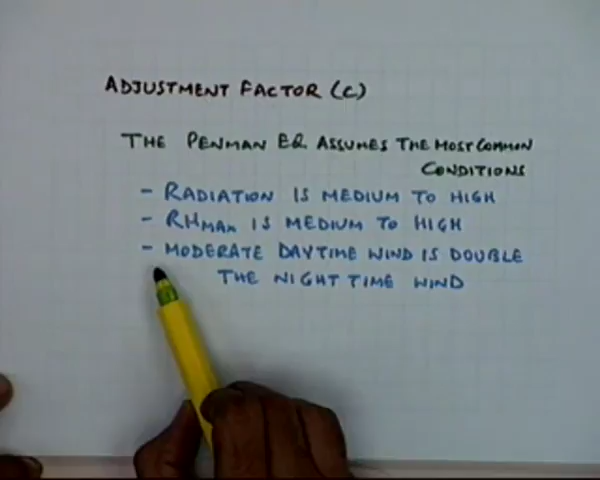 ADJUSTMENT FACTOR (C)
THE PENMAN EQ. ASSUMES THE MOST COMMON
CONDITIONS
- RADIATION IS MEDIUM TO HIGH
- RHMAX IS MEDIUM TO HIGH
- MODERATE DAYTIME WIND IS DOUBLE
THE NIGHT TIME WIND